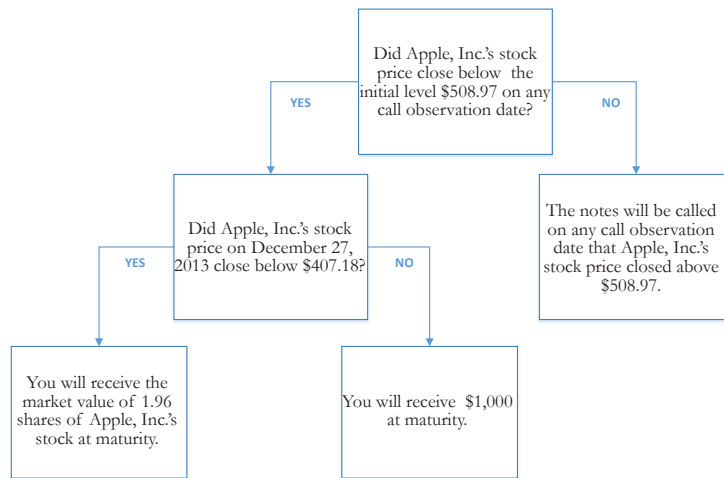 Did Apple, Inc.'s stock
price close below the
initial level $508.97 on any
call observation date?
YES
NO
Did Apple, Inc.'s stock
price on December 27,
2013 close below $407.18?
The notes will be called
on any call observation
date that Apple, Inc.'s
stock price closed above
$508.97.
YES
NO
You will receive the
market value of 1.96
shares of Apple, Inc.'s
stock at maturity.
You will receive $1,000
at maturity.